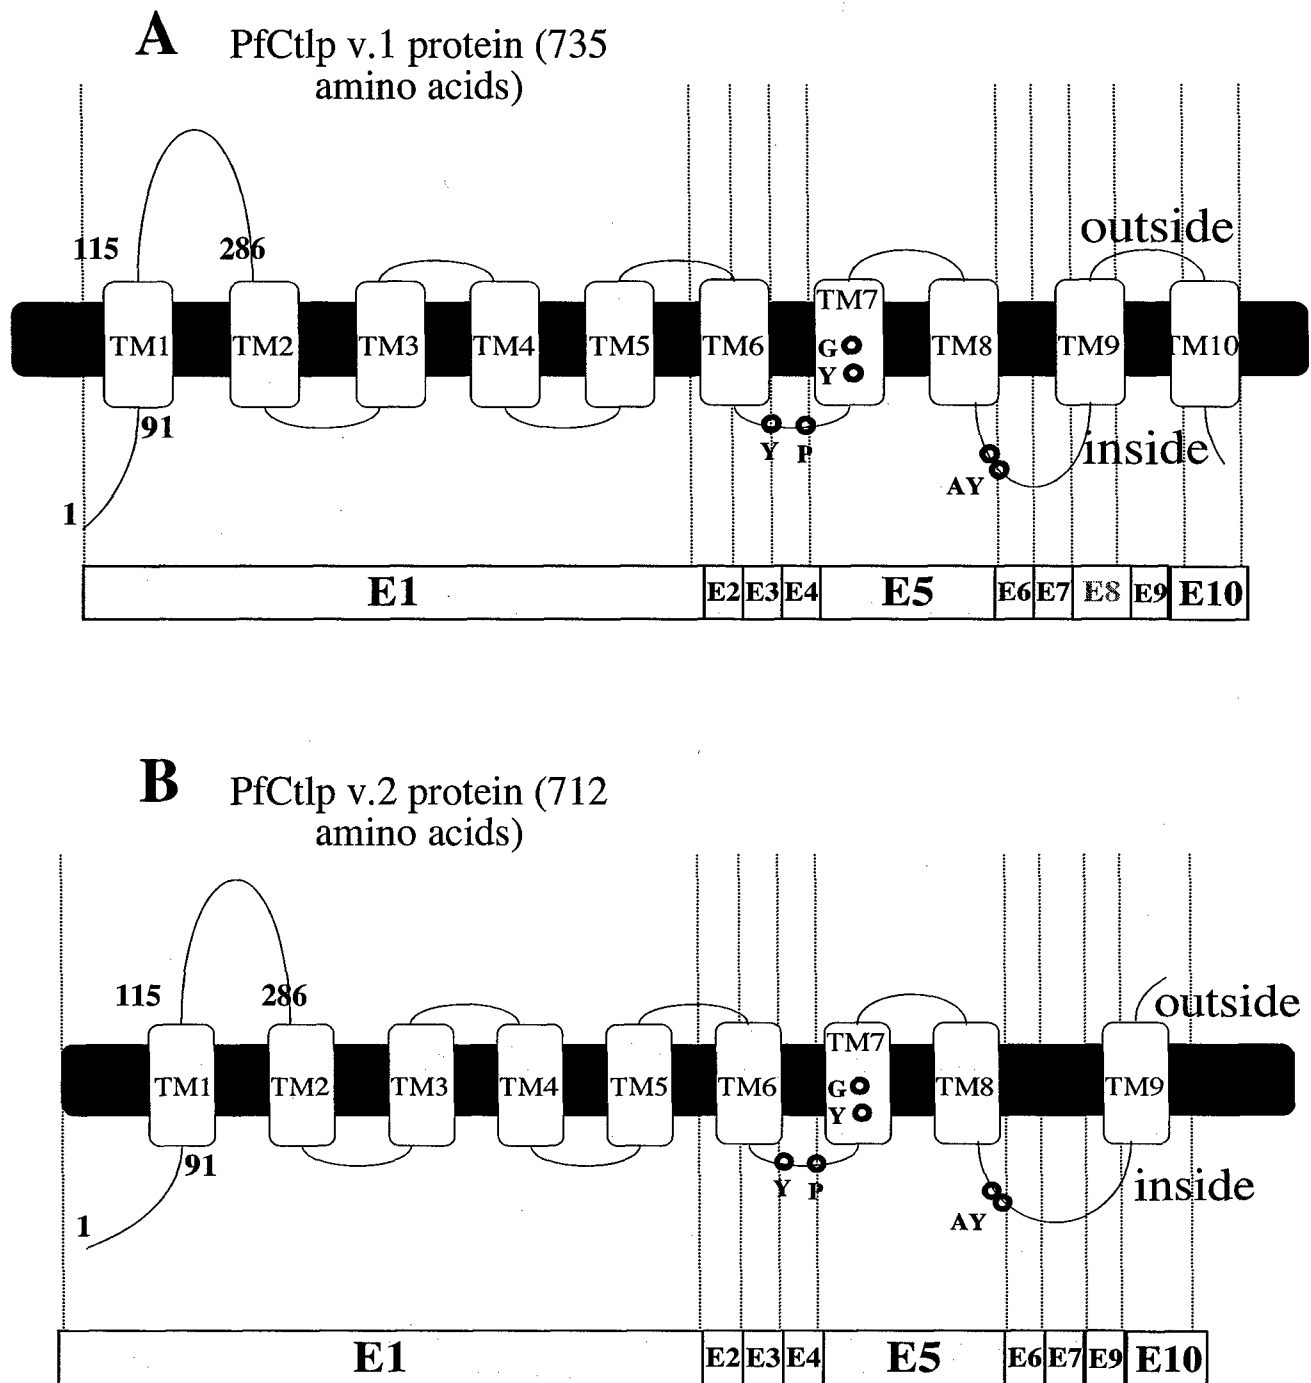 A
PfCtlp v.1 protein (735
amino acids)
outside
115
286
TM1
TM2
TM3
TM4
TM5
TM6
TM7
G
Y
TM8
TM9
TM10
91
Y
P
AY
inside
1
E1
E2
E3
E4
E5
E6
E7
E8
E9
E10
B
PfCtlp v.2 protein (712
amino acids)
115
286
outside
TM1
TM2
TM3
TM4
TM5
TM6
TM7
G
Y
TM8
TM9
91
Y
P
AY
inside
1
E1
E2
E3
E4
E5
E6
E7
E9
E10